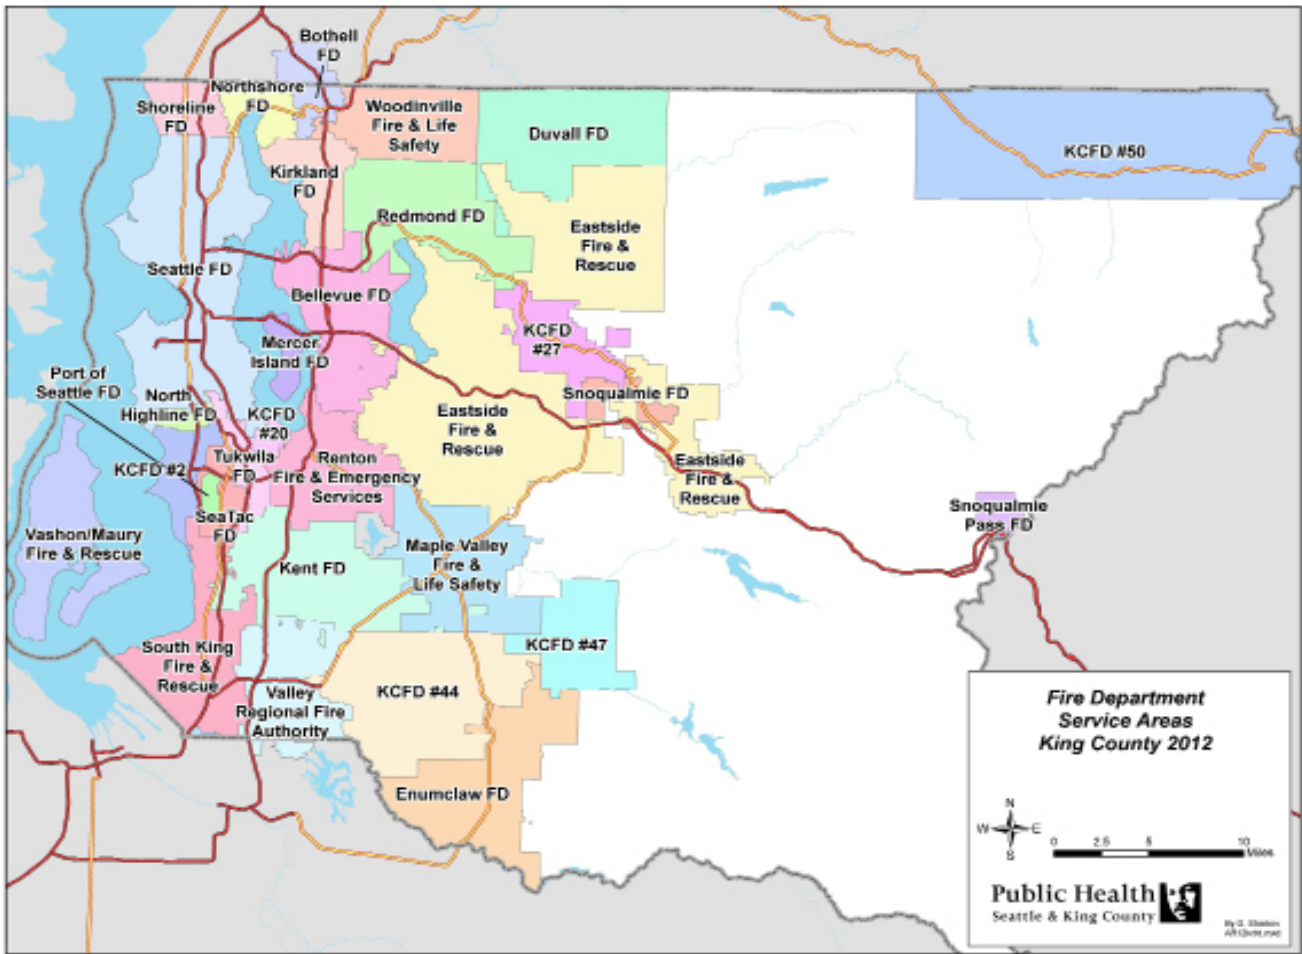 Bothell
FD
Northshore
FD
Shoreline
FD
Woodinville
Fire & Life
Safety
Duvall FD
KCFD #50
Kirkland
FD
Redmond FD
Eastside
Fire &
Rescue
Seattle FD
Bellevue FD
KCFD
#27
Mercer
Island FD
Port of
Seattle FD
North
Highline FD
KCFD
#20
Snoqualmie FD
Eastside
Fire &
Rescue
KCFD #2
Tukwila
FD
Renton
Fire & Emergency
Services
Eastside
Fire &
Rescue
Snoqualmie
Pass FD
SeaTac
FD
Vashon/Maury
Fire & Rescue
Kent FD
Maple Valley
Fire &
Life Safety
KCFD #47
South King
Fire &
Rescue
KCFD #44
Valley
Regional Fire
Authority
Enumclaw FD
Fire Department
Service Areas
King County 2012
N
W E
S
0 2.5 5 10
Miles
Public Health
Seattle & King County